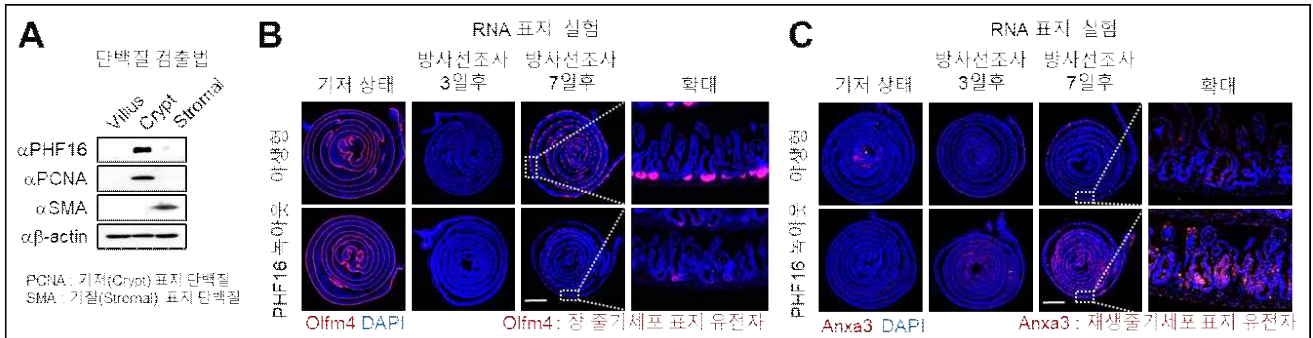 A
단백질 검출법
Villus
Crypt
Stromal
αPHF16
αPCNA
αSMA
αβ-actin
PCNA : 기저(Crypt) 표지 단백질
SMA : 기질(Stromal) 표지 단백질
B
RNA 표지 실험
기저 상태
방사선조사
3일후
방사선조사
7일후
확대
야생형
PHF16 녹아웃
Olfm4 DAPI
Olfm4 : 장 줄기세포 표지 유전자
C
RNA 표지 실험
기저 상태
방사선조사
3일후
방사선조사
7일후
확대
야생형
PHF16 녹아웃
Anxa3 DAPI
Anxa3 : 재생줄기세포 표지 유전자